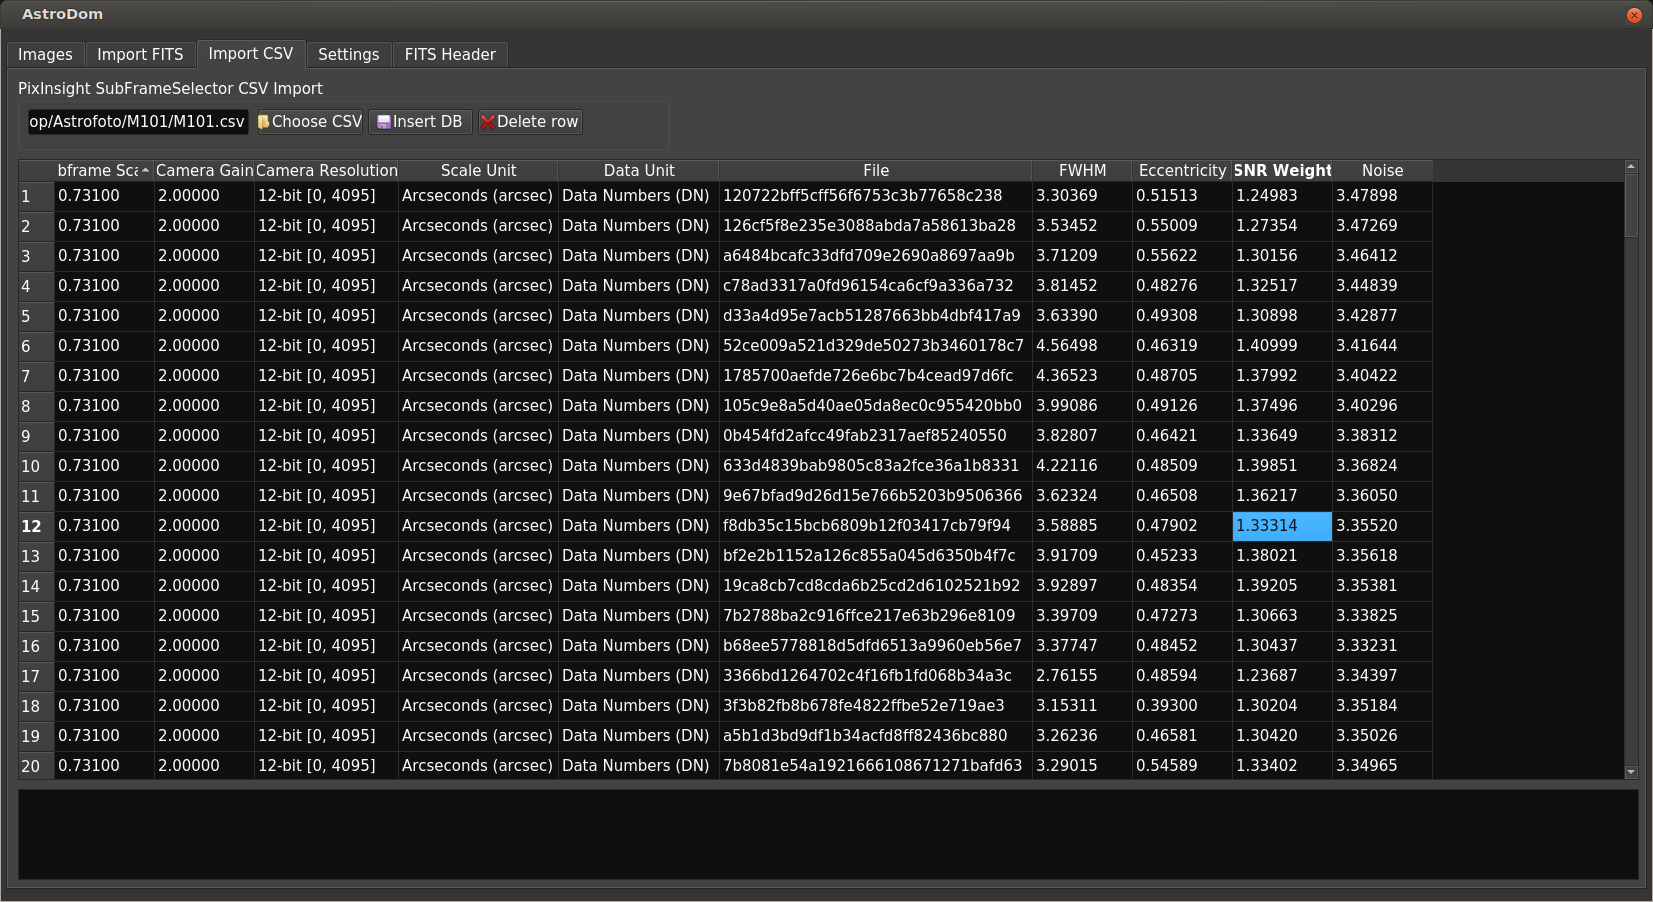 AstroDom
Images Import FITS Import CSV Settings FITS Header
PixInsight SubFrameSelector CSV Import
op/Astrofoto/M101/M101.csv Choose CSV Insert DB Delete row
bframe Sca Camera Gain Camera Resolution Scale Unit Data Unit File FWHM Eccentricity SNR Weight Noise
1 0.73100 2.00000 12-bit [0, 4095] Arcseconds (arcsec) Data Numbers (DN) 120722bff5cff56f6753c3b77658c238 3.30369 0.51513 1.24983 3.47898
2 0.73100 2.00000 12-bit [0, 4095] Arcseconds (arcsec) Data Numbers (DN) 126cf5f8e235e3088abda7a58613ba28 3.53452 0.55009 1.27354 3.47269
3 0.73100 2.00000 12-bit [0, 4095] Arcseconds (arcsec) Data Numbers (DN) a6484bcafc33dfd709e2690a8697aa9b 3.71209 0.55622 1.30156 3.46412
4 0.73100 2.00000 12-bit [0, 4095] Arcseconds (arcsec) Data Numbers (DN) c78ad3317a0fd96154ca6cf9a336a732 3.81452 0.48276 1.32517 3.44839
5 0.73100 2.00000 12-bit [0, 4095] Arcseconds (arcsec) Data Numbers (DN) d33a4d95e7acb51287663bb4dbf417a9 3.63390 0.49308 1.30898 3.42877
6 0.73100 2.00000 12-bit [0, 4095] Arcseconds (arcsec) Data Numbers (DN) 52ce009a521d329de50273b3460178c7 4.56498 0.46319 1.40999 3.41644
7 0.73100 2.00000 12-bit [0, 4095] Arcseconds (arcsec) Data Numbers (DN) 1785700aefde726e6bc7b4cead97d6fc 4.36523 0.48705 1.37992 3.40422
8 0.73100 2.00000 12-bit [0, 4095] Arcseconds (arcsec) Data Numbers (DN) 105c9e8a5d40ae05da8ec0c955420bb0 3.99086 0.49126 1.37496 3.40296
9 0.73100 2.00000 12-bit [0, 4095] Arcseconds (arcsec) Data Numbers (DN) 0b454fd2afcc49fab2317aef85240550 3.82807 0.46421 1.33649 3.38312
10 0.73100 2.00000 12-bit [0, 4095] Arcseconds (arcsec) Data Numbers (DN) 633d4839bab9805c83a2fce36a1b8331 4.22116 0.48509 1.39851 3.36824
11 0.73100 2.00000 12-bit [0, 4095] Arcseconds (arcsec) Data Numbers (DN) 9e67bfad9d26d15e766b5203b9506366 3.62324 0.46508 1.36217 3.36050
12 0.73100 2.00000 12-bit [0, 4095] Arcseconds (arcsec) Data Numbers (DN) f8db35c15bcb6809b12f03417cb79f94 3.58885 0.47902 1.33314 3.35520
13 0.73100 2.00000 12-bit [0, 4095] Arcseconds (arcsec) Data Numbers (DN) bf2e2b1152a126c855a045d6350b4f7c 3.91709 0.45233 1.38021 3.35618
14 0.73100 2.00000 12-bit [0, 4095] Arcseconds (arcsec) Data Numbers (DN) 19ca8cb7cd8cda6b25cd2d6102521b92 3.92897 0.48354 1.39205 3.35381
15 0.73100 2.00000 12-bit [0, 4095] Arcseconds (arcsec) Data Numbers (DN) 7b2788ba2c916ffce217e63b296e8109 3.39709 0.47273 1.30663 3.33825
16 0.73100 2.00000 12-bit [0, 4095] Arcseconds (arcsec) Data Numbers (DN) b68ee5778818d5dfd6513a9960eb56e7 3.37747 0.48452 1.30437 3.33231
17 0.73100 2.00000 12-bit [0, 4095] Arcseconds (arcsec) Data Numbers (DN) 3366bd1264702c4f16fb1fd068b34a3c 2.76155 0.48594 1.23687 3.34397
18 0.73100 2.00000 12-bit [0, 4095] Arcseconds (arcsec) Data Numbers (DN) 3f3b82fb8b678fe4822ffbe52e719ae3 3.15311 0.39300 1.30204 3.35184
19 0.73100 2.00000 12-bit [0, 4095] Arcseconds (arcsec) Data Numbers (DN) a5b1d3bd9df1b34acfd8ff82436bc880 3.26236 0.46581 1.30420 3.35026
20 0.73100 2.00000 12-bit [0, 4095] Arcseconds (arcsec) Data Numbers (DN) 7b8081e54a1921666108671271bafd63 3.29015 0.54589 1.33402 3.34965